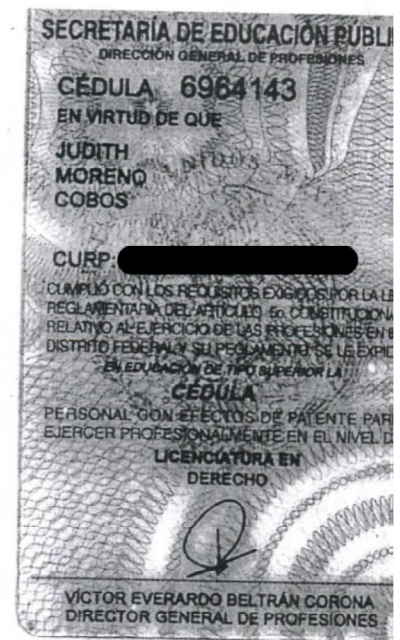 SECRETARÍA DE EDUCACIÓN PÚBLI
DIRECCIÓN GENERAL DE PROFESIONES
CÉDULA 6964143
EN VIRTUD DE QUE
JUDITH
MORENO
COBOS
CURP:
CUMPLIÓ CON LOS REQUISITOS EXIGIDOS POR LA LE
REGLAMENTARIA DEL ARTÍCULO 5o. CONSTITUCIONA
RELATIVO AL EJERCICIO DE LAS PROFESIONES EN E
DISTRITO FEDERAL Y SU REGLAMENTO SE LE EXPID
EN EDUCACIÓN DE TIPO SUPERIOR LA
CÉDULA
PERSONAL CON EFECTOS DE PATENTE PAR
EJERCER PROFESIONALMENTE EN EL NIVEL D
LICENCIATURA EN
DERECHO
VÍCTOR EVERARDO BELTRÁN CORONA
DIRECTOR GENERAL DE PROFESIONES